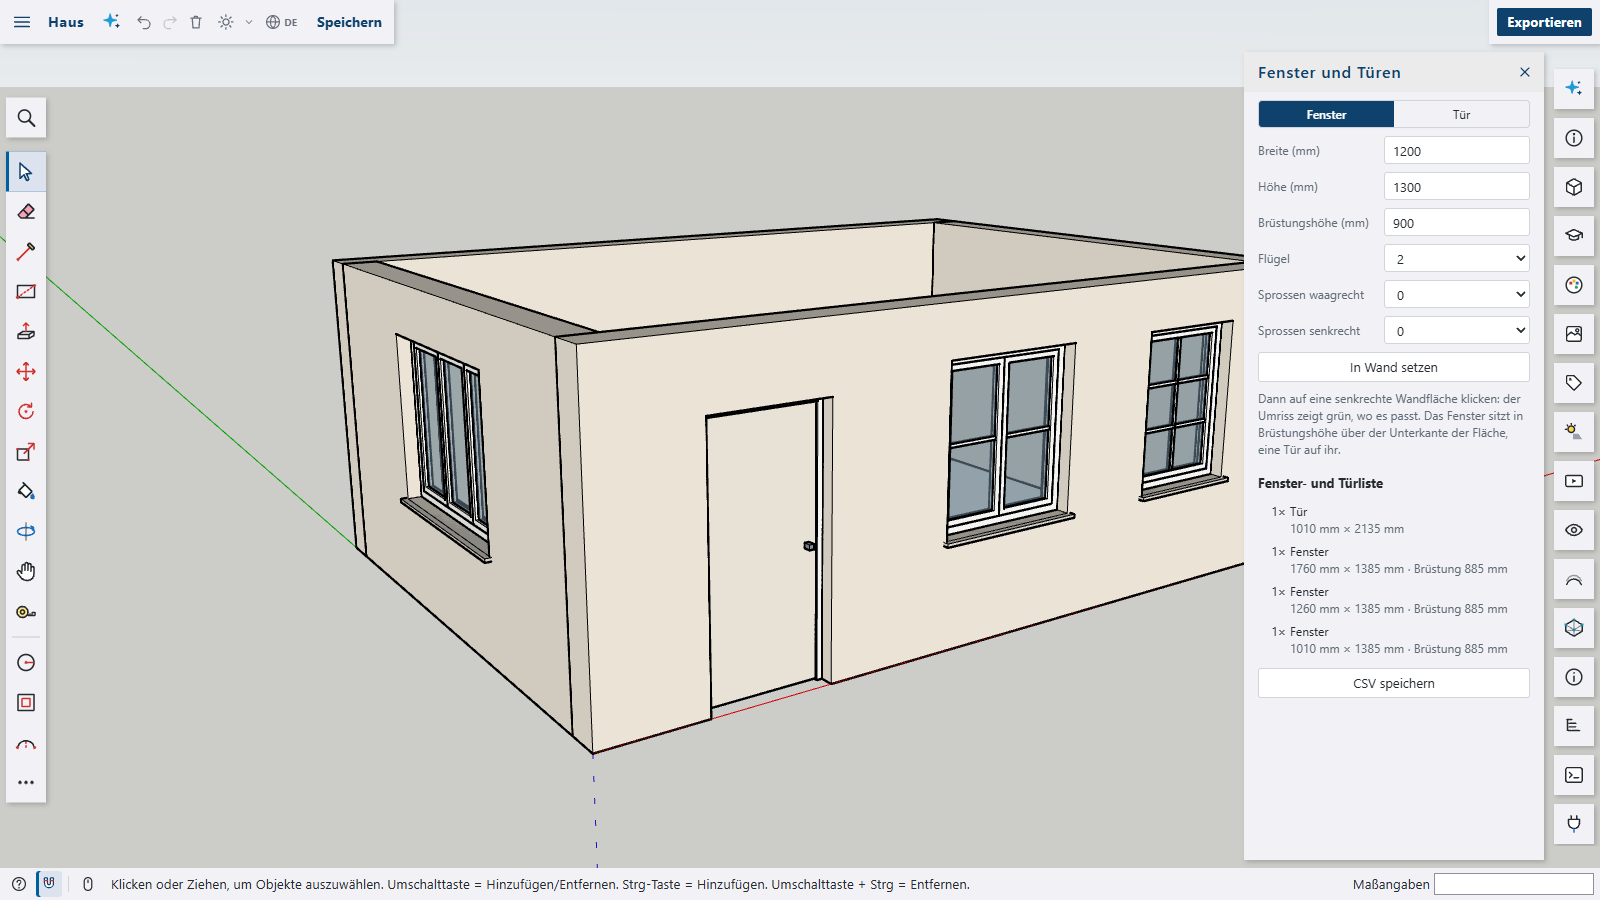 Haus
DE
Speichern
Exportieren
Fenster und Türen
Fenster
Tür
Breite (mm)
1200
Höhe (mm)
1300
Brüstungshöhe (mm)
900
Flügel
2
Sprossen waagrecht
0
Sprossen senkrecht
0
In Wand setzen
Dann auf eine senkrechte Wandfläche klicken: der
Umriss zeigt grün, wo es passt. Das Fenster sitzt in
Brüstungshöhe über der Unterkante der Fläche,
eine Tür auf ihr.
Fenster- und Türliste
1× Tür
1010 mm × 2135 mm
1× Fenster
1760 mm × 1385 mm · Brüstung 885 mm
1× Fenster
1260 mm × 1385 mm · Brüstung 885 mm
1× Fenster
1010 mm × 1385 mm · Brüstung 885 mm
CSV speichern
Klicken oder Ziehen, um Objekte auszuwählen. Umschalttaste = Hinzufügen/Entfernen. Strg-Taste = Hinzufügen. Umschalttaste + Strg = Entfernen.
Maßangaben